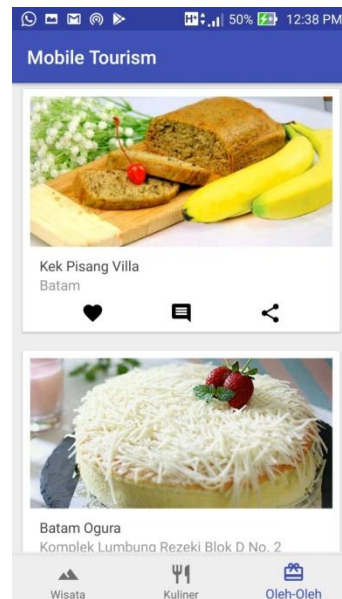 H+ 50% 12:38 PM
Mobile Tourism
Kek Pisang Villa
Batam
Batam Ogura
Komplek Lumbung Rezeki Blok D No. 2
Wisata Kuliner Oleh-Oleh